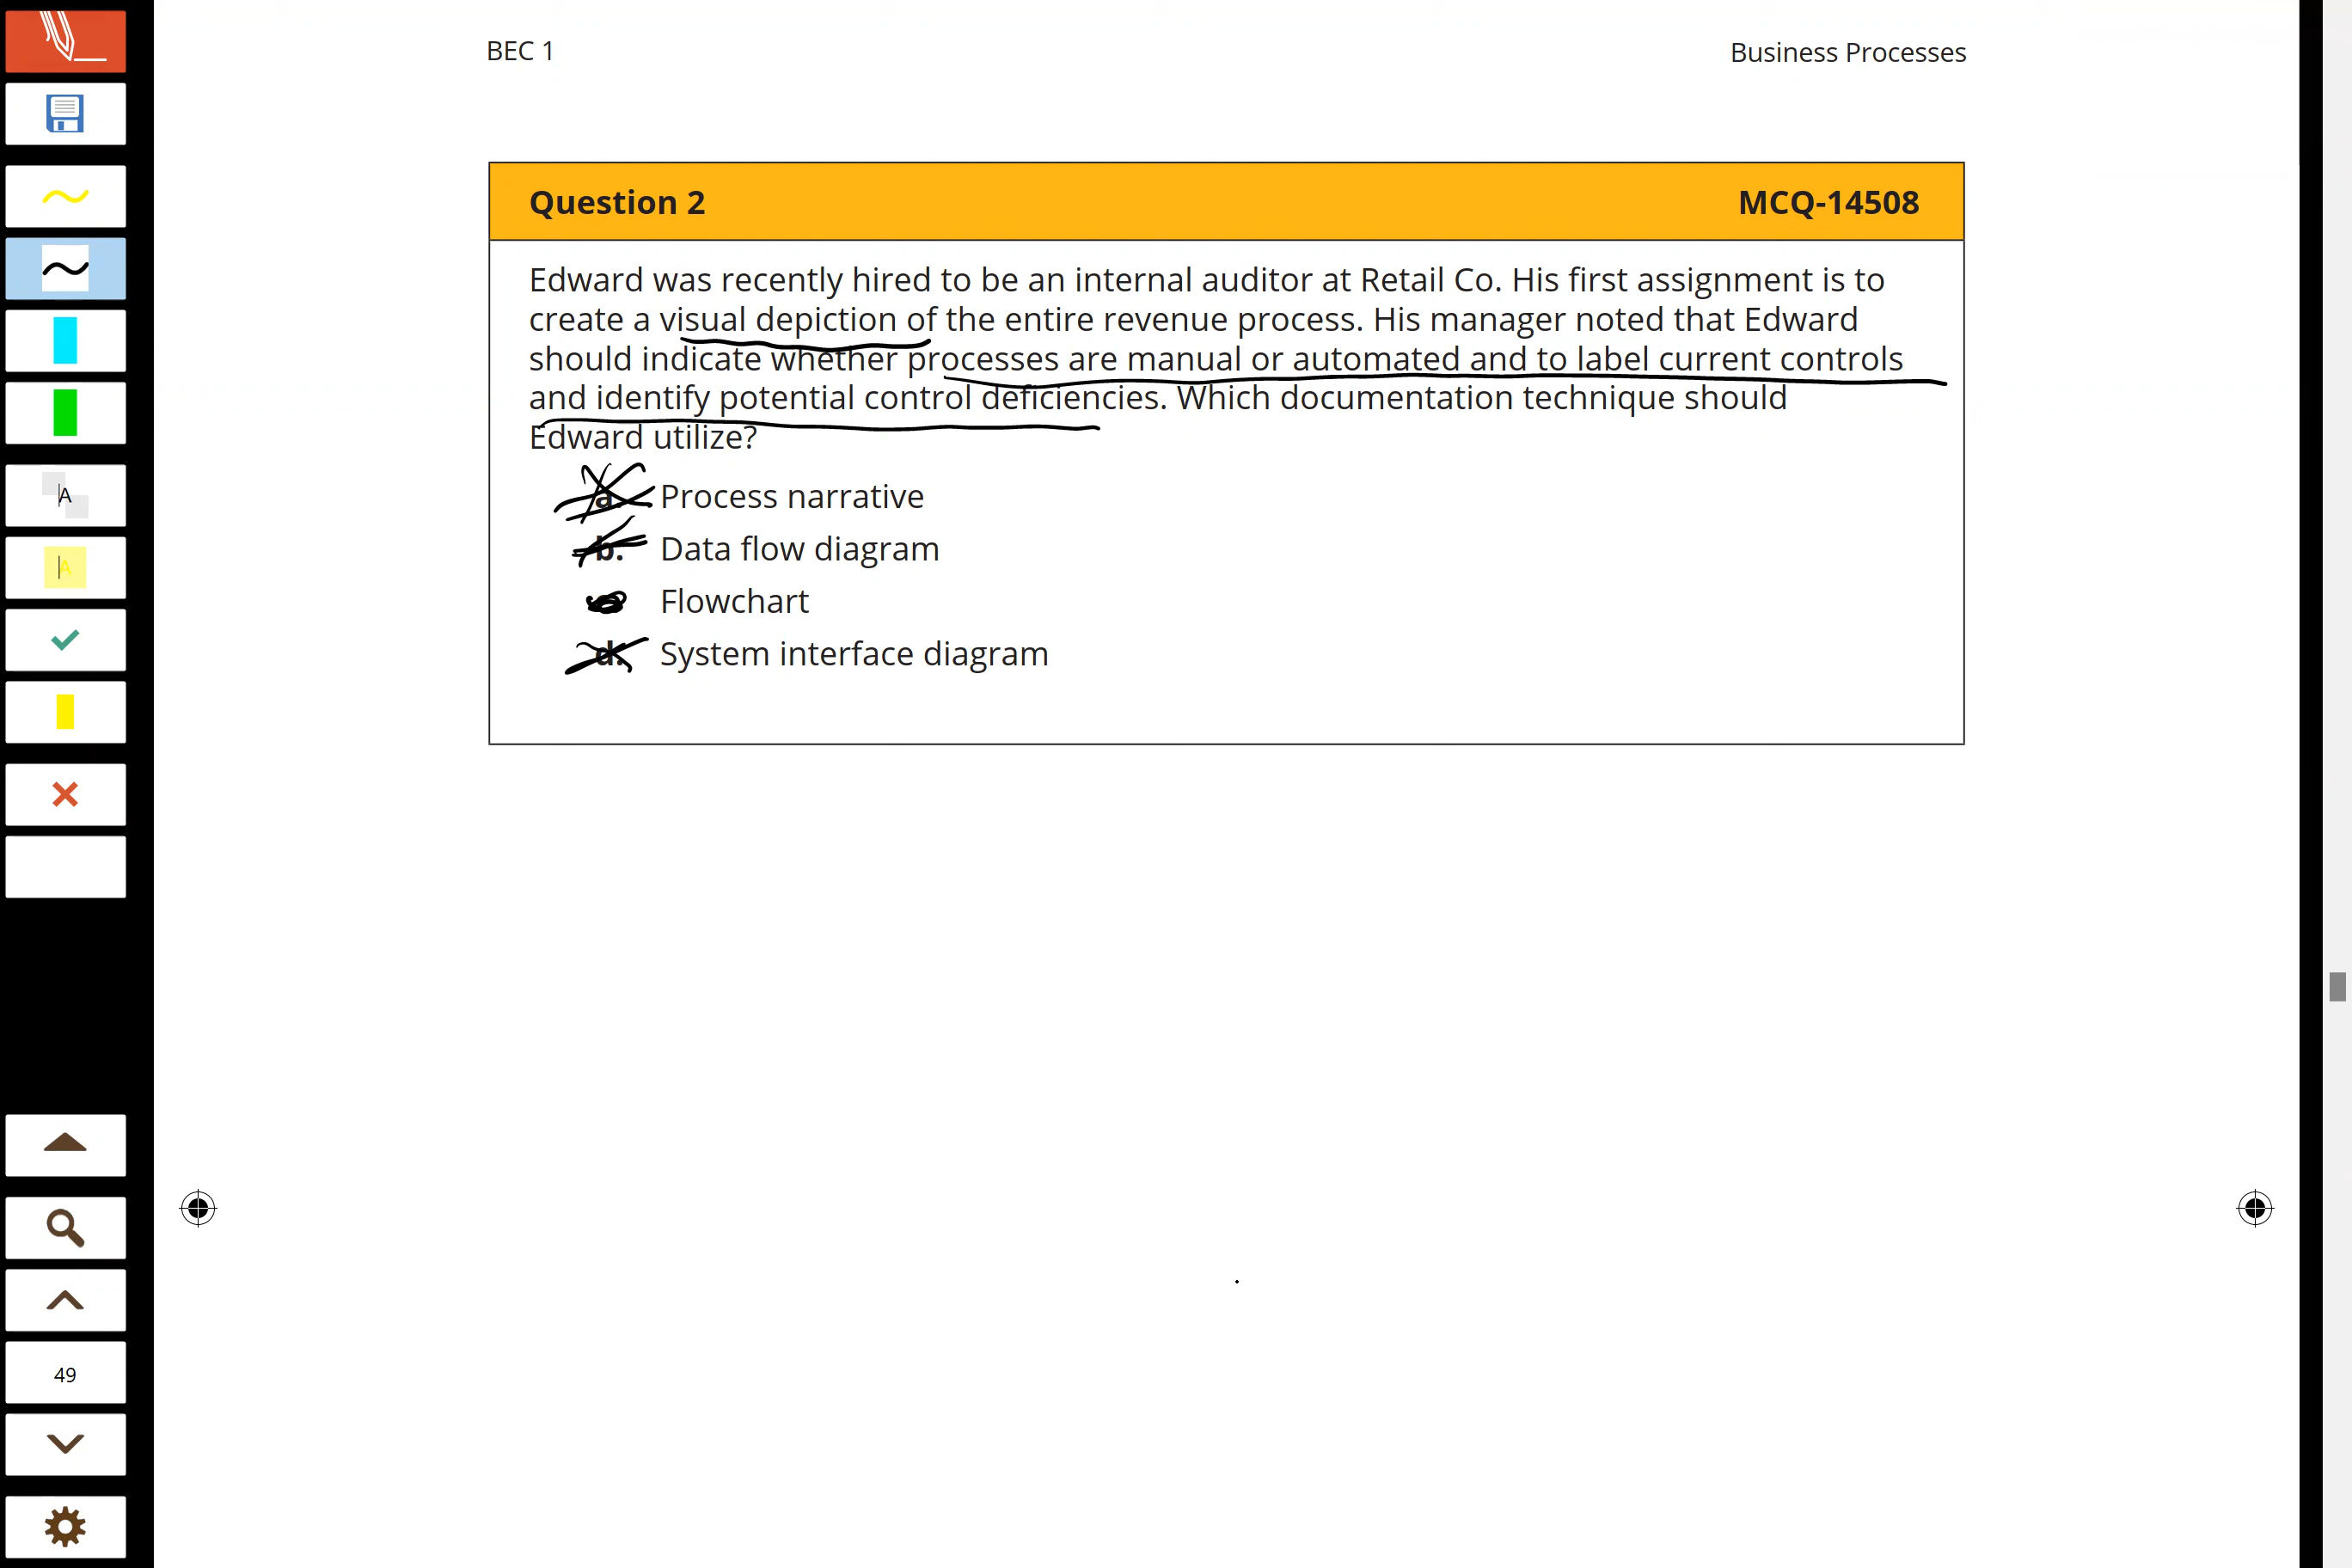 BEC 1
Business Processes
Question 2
MCQ-14508
Edward was recently hired to be an internal auditor at Retail Co. His first assignment is to
create a visual depiction of the entire revenue process. His manager noted that Edward
should indicate whether processes are manual or automated and to label current controls
and identify potential control deficiencies. Which documentation technique should
Edward utilize?
a. Process narrative
b. Data flow diagram
Flowchart
d. System interface diagram
A
A
49